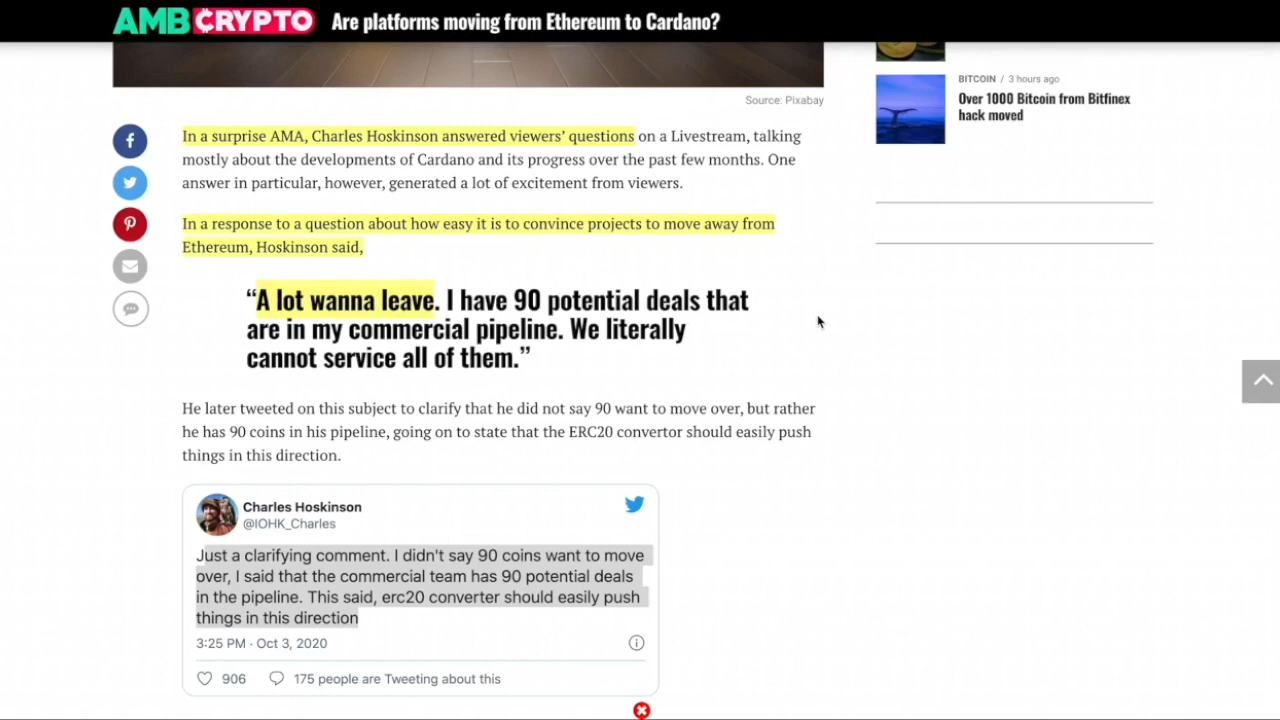 AMBCRYPTO Are platforms moving from Ethereum to Cardano?
Source: Pixabay
BITCOIN / 3 hours ago
Over 1000 Bitcoin from Bitfinex
hack moved
In a surprise AMA, Charles Hoskinson answered viewers’ questions on a Livestream, talking
mostly about the developments of Cardano and its progress over the past few months. One
answer in particular, however, generated a lot of excitement from viewers.
In a response to a question about how easy it is to convince projects to move away from
Ethereum, Hoskinson said,
“A lot wanna leave. I have 90 potential deals that
are in my commercial pipeline. We literally
cannot service all of them.”
He later tweeted on this subject to clarify that he did not say 90 want to move over, but rather
he has 90 coins in his pipeline, going on to state that the ERC20 convertor should easily push
things in this direction.
Charles Hoskinson
@IOHK_Charles
Just a clarifying comment. I didn't say 90 coins want to move
over, I said that the commercial team has 90 potential deals
in the pipeline. This said, erc20 converter should easily push
things in this direction
3:25 PM · Oct 3, 2020
906 175 people are Tweeting about this